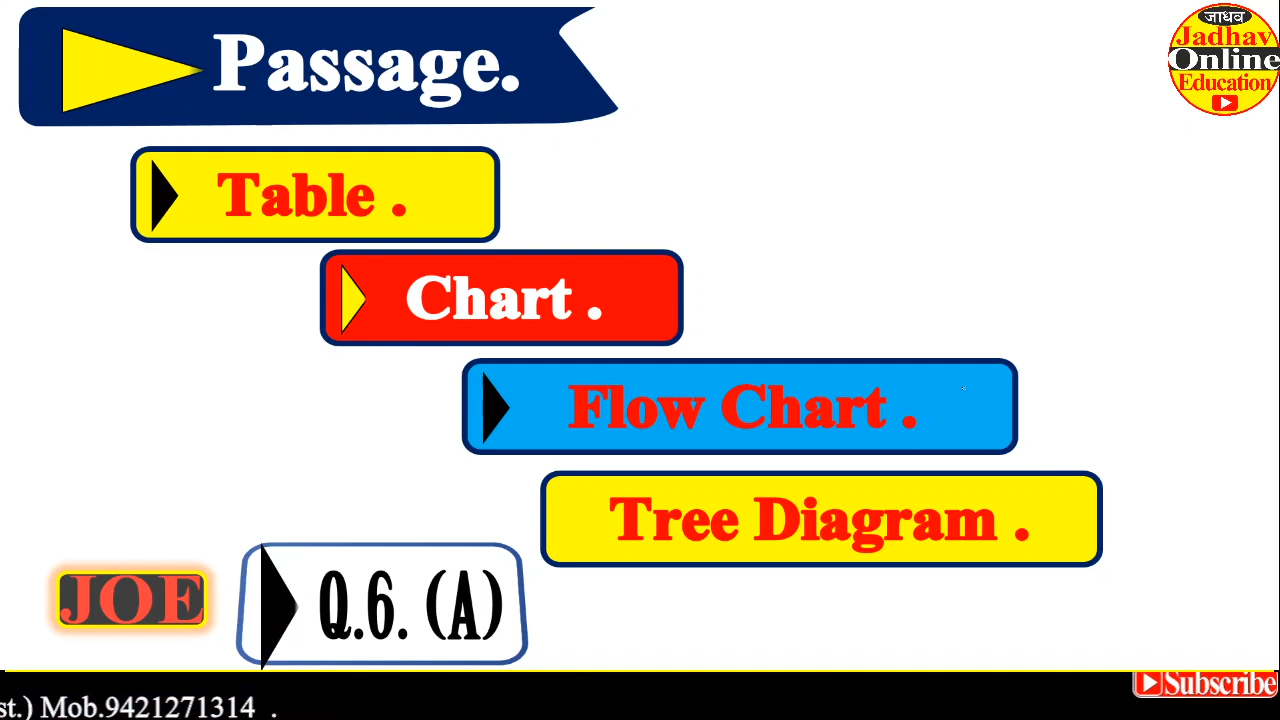 Passage.
जाधव
Jadhav
Online
Education
Table .
Chart .
Flow Chart .
Tree Diagram .
JOE
Q.6. (A)
Subscribe
st.) Mob.9421271314 .